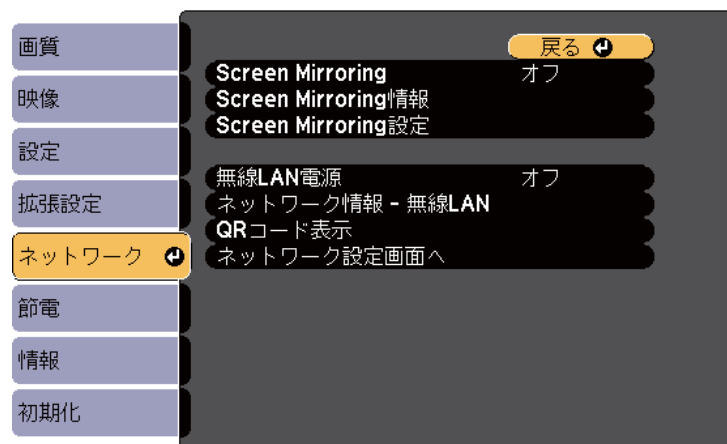 画質
映像
設定
拡張設定
ネットワーク
節電
情報
初期化
戻る
Screen Mirroring オフ
Screen Mirroring情報
Screen Mirroring設定
無線LAN電源 オフ
ネットワーク情報 - 無線LAN
QRコード表示
ネットワーク設定画面へ